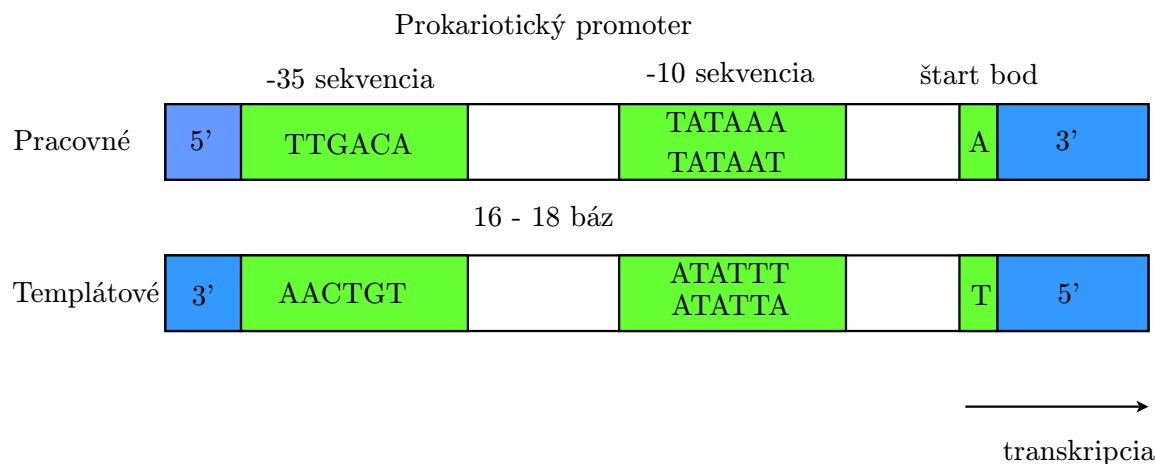 Prokariotický promoter
-35 sekvencia
-10 sekvencia
štart bod
Pracovné
5’
TTGACA
TATAAA
TATAAT
A
3’
16 - 18 báz
Templátové
3’
AACTGT
ATATTT
ATATTA
T
5’
transkripcia